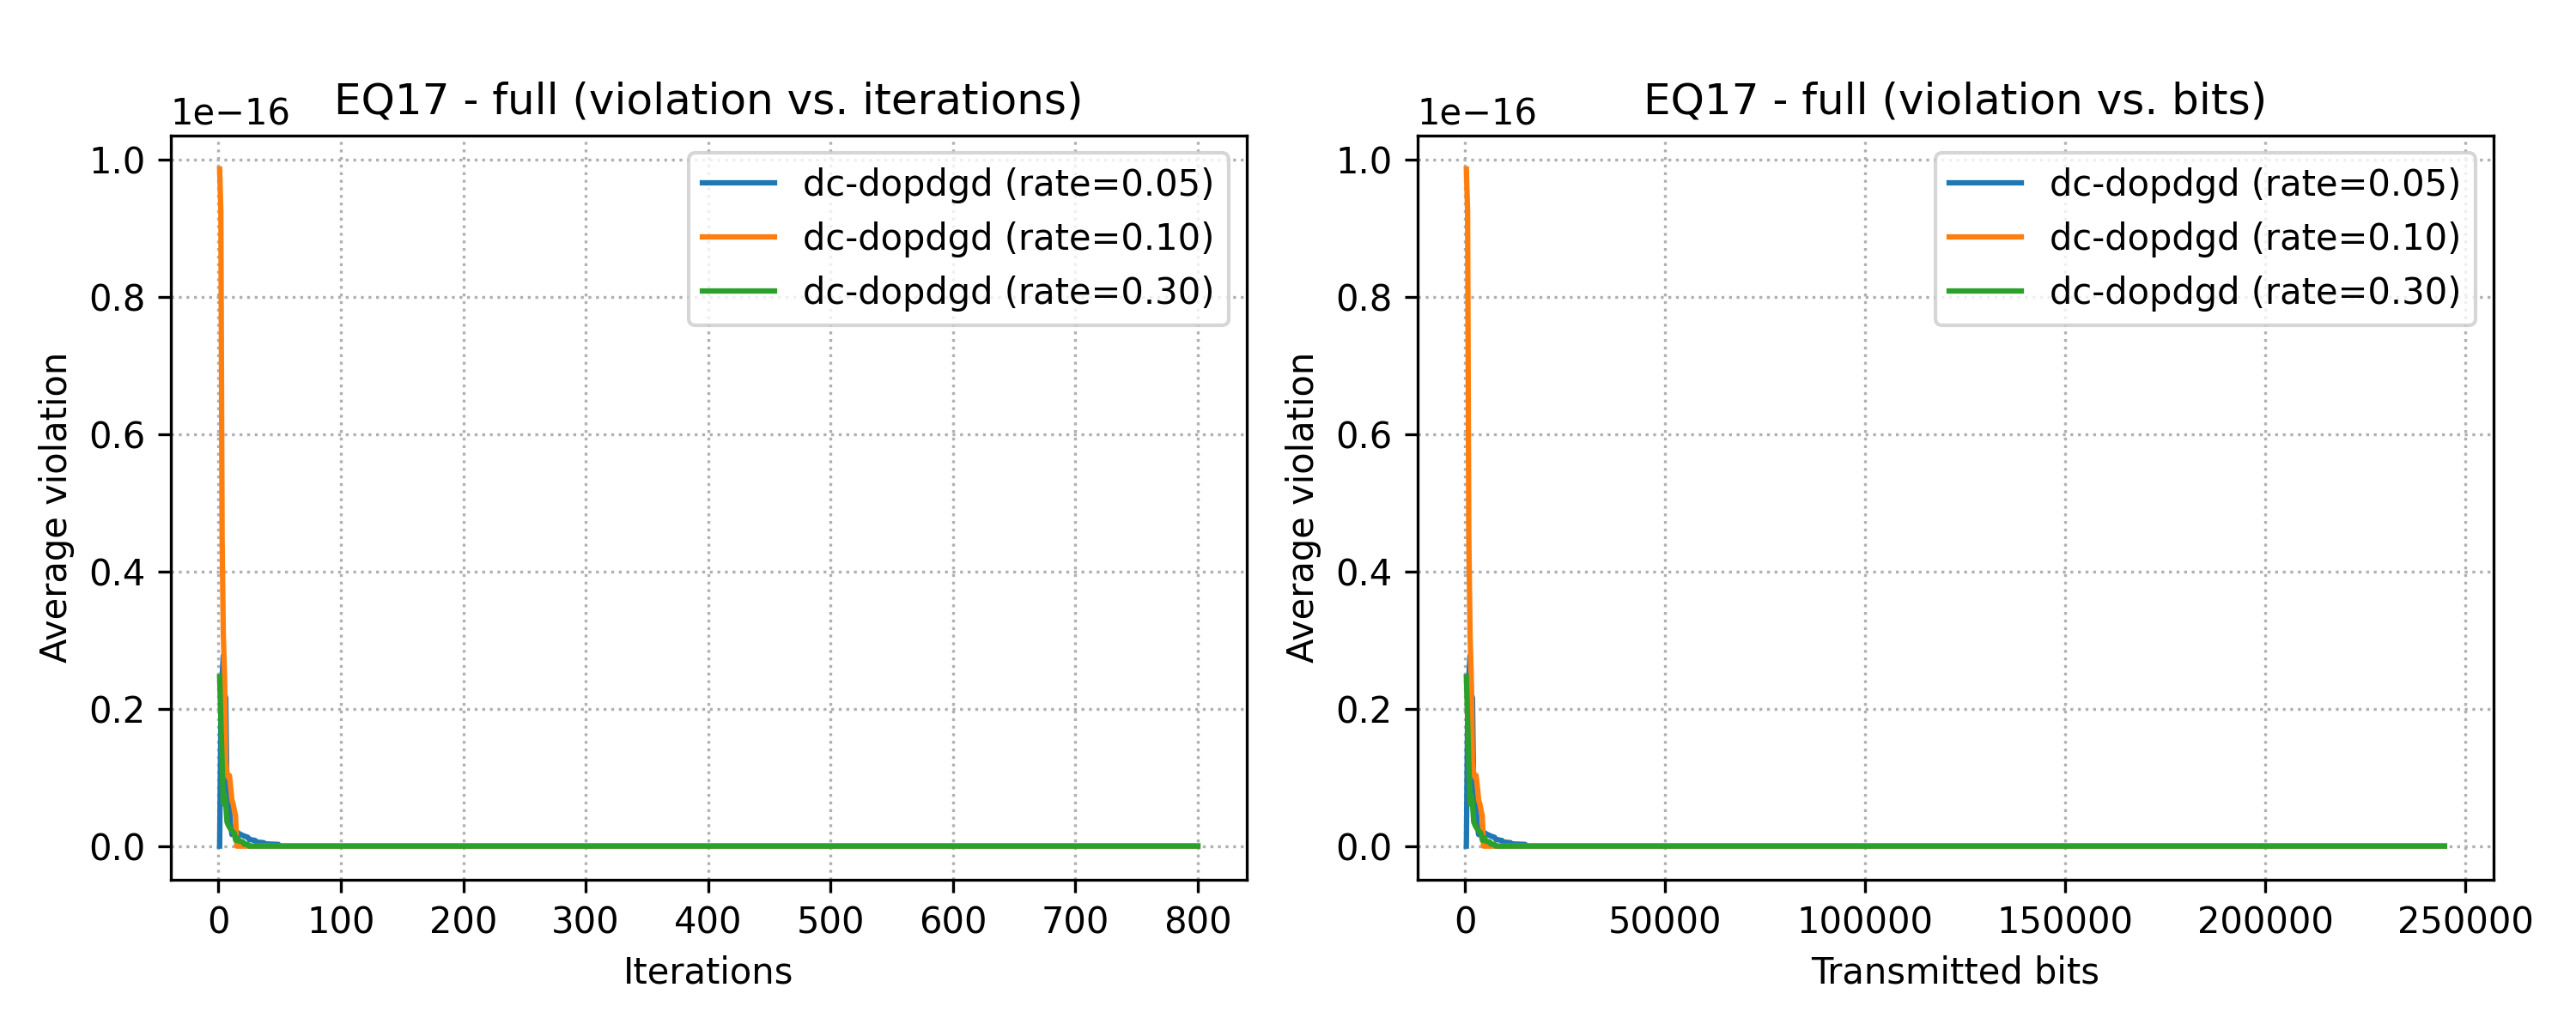 EQ17 - full (violation vs. iterations)
1e−16
1.0
0.8
0.6
0.4
0.2
0.0
Average violation
dc-dopdgd (rate=0.05)
dc-dopdgd (rate=0.10)
dc-dopdgd (rate=0.30)
0 100 200 300 400 500 600 700 800
Iterations
EQ17 - full (violation vs. bits)
1e−16
1.0
0.8
0.6
0.4
0.2
0.0
Average violation
dc-dopdgd (rate=0.05)
dc-dopdgd (rate=0.10)
dc-dopdgd (rate=0.30)
0 50000 100000 150000 200000 250000
Transmitted bits